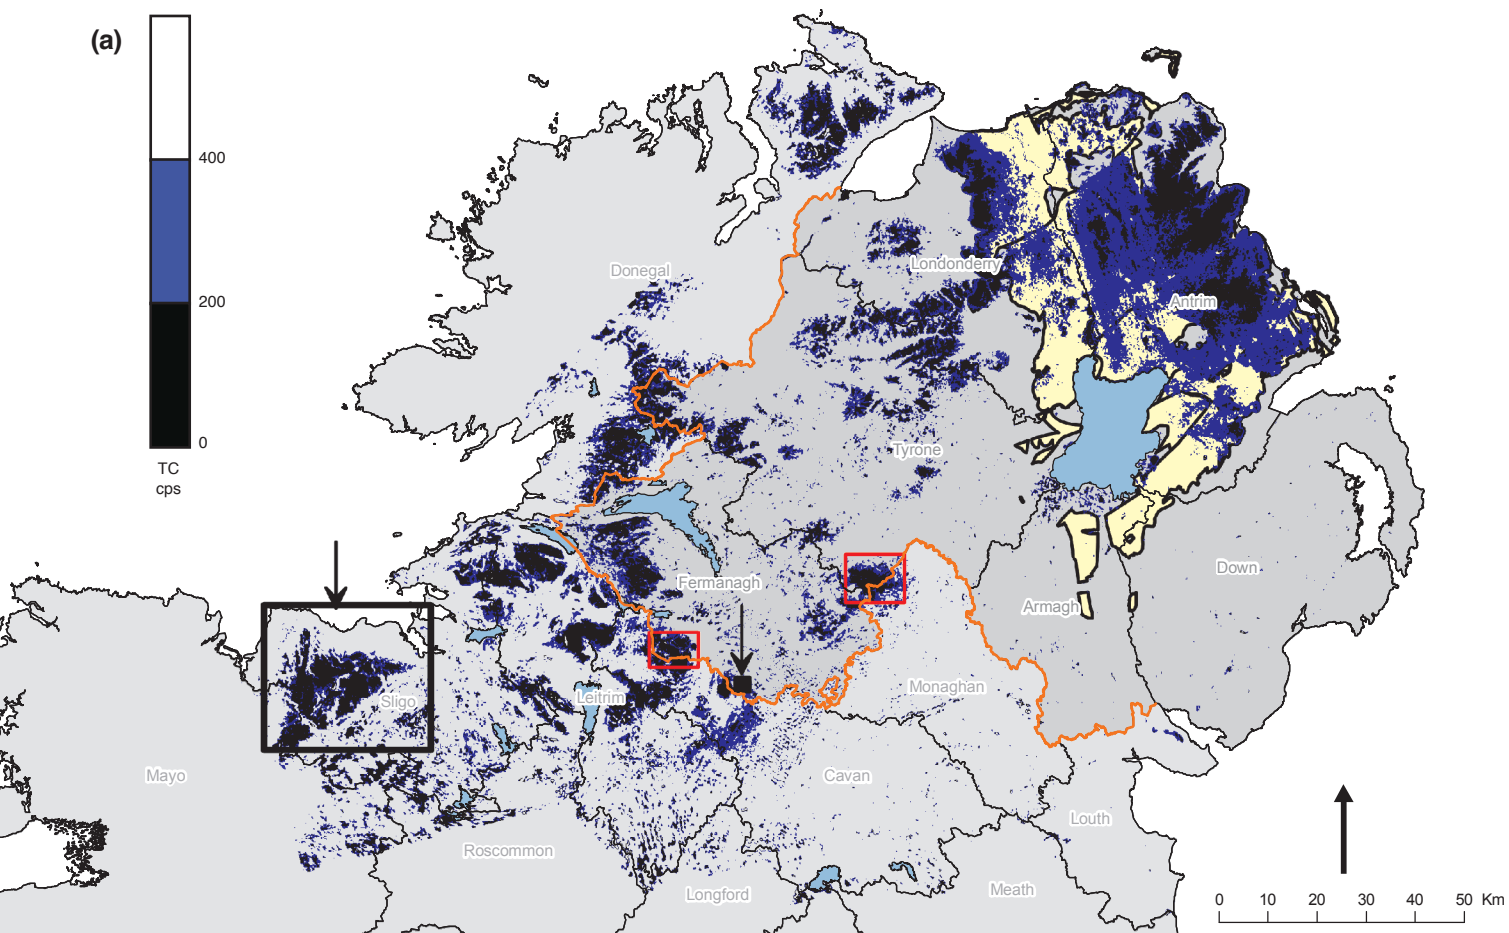 (a)
400
200
0
TC
cps
Donegal
Londonderry
Antrim
Tyrone
Fermanagh
Down
Armagh
Monaghan
Leitrim
Sligo
Mayo
Cavan
Louth
Roscommon
Longford
Meath
0 10 20 30 40 50 Km